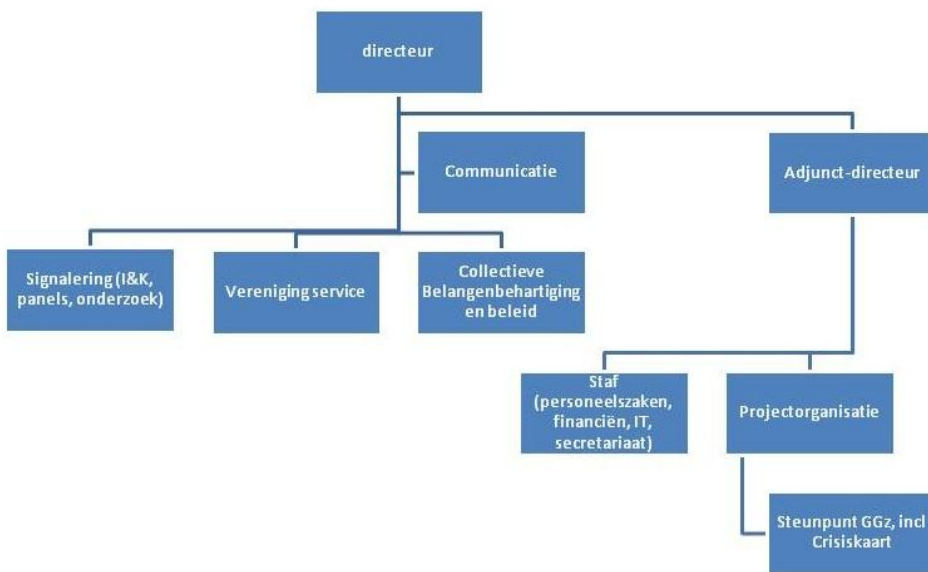 directeur
Communicatie
Adjunct-directeur
Signalering (I&K,
panels, onderzoek)
Vereniging service
Collectieve
Belangenbehartiging
en beleid
Staf
(personeelszaken,
financiën, IT,
secretariaat)
Projectorganisatie
Steunpunt GGz, incl
Crisiskaart